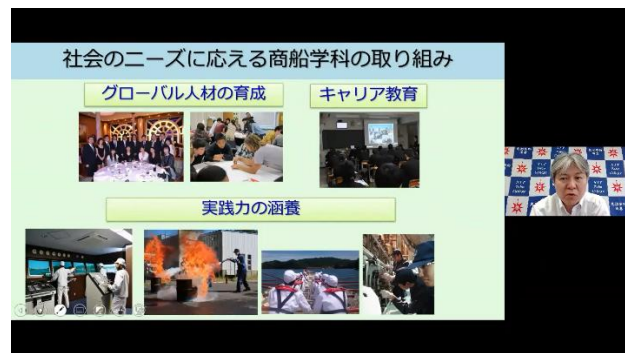 社会のニーズに応える商船学科の取り組み
グローバル人材の育成
キャリア教育
実践力の涵養